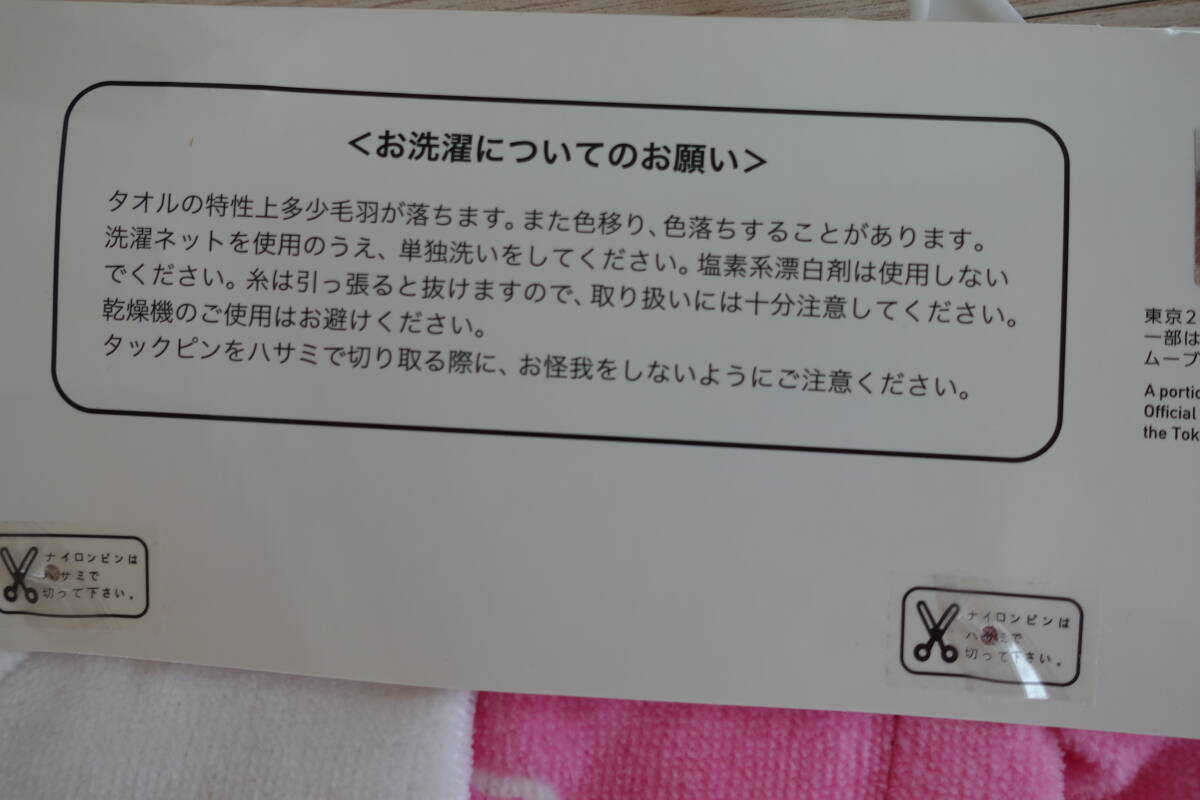 ＜お洗濯についてのお願い＞
タオルの特性上多少毛羽が落ちます。また色移り、色落ちすることがあります。
洗濯ネットを使用のうえ、単独洗いをしてください。塩素系漂白剤は使用しない
でください。糸は引っ張ると抜けますので、取り扱いには十分注意してください。
乾燥機のご使用はお避けください。
タックピンをハサミで切り取る際に、お怪我をしないようにご注意ください。
東京2
一部は
ムーブ
A portio
Official
the Tok
ナイロンピンは
ハサミで
切って下さい。
ナイロンピンは
ハサミで
切って下さい。